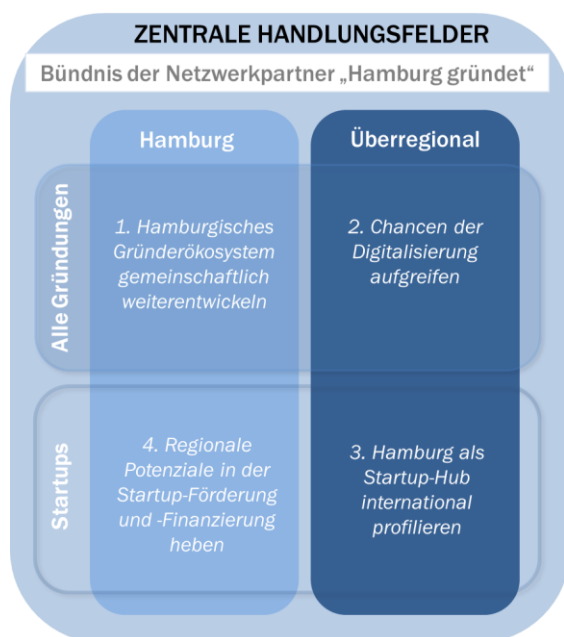 ZENTRALE HANDLUNGSFELDER
Bündnis der Netzwerkpartner „Hamburg gründet“
Hamburg
Überregional
Alle Gründungen
1. Hamburgisches
Gründerökosystem
gemeinschaftlich
weiterentwickeln
2. Chancen der
Digitalisierung
aufgreifen
Startups
4. Regionale
Potenziale in der
Startup-Förderung
und -Finanzierung
heben
3. Hamburg als
Startup-Hub
international
profilieren